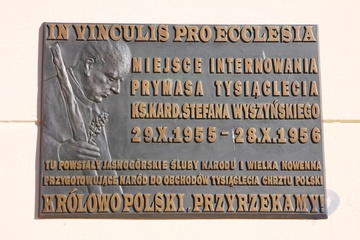 IN VINCULIS PRO ECCLESIA
MIEJSCE INTERNOWANIA
PRYMASA TYSIĄCLECIA
KS.KARD.STEFANA WYSZYŃSKIEGO
29.X.1955 - 28.X.1956
TU POWSTAŁY JASNOGÓRSKIE ŚLUBY NARODU I WIELKA NOWENNA
PRZYGOTOWUJĄCE NARÓD DO OBCHODÓW TYSIĄCLECIA CHRZTU POLSKI
KRÓLOWO POLSKI, PRZYRZEKAMY!